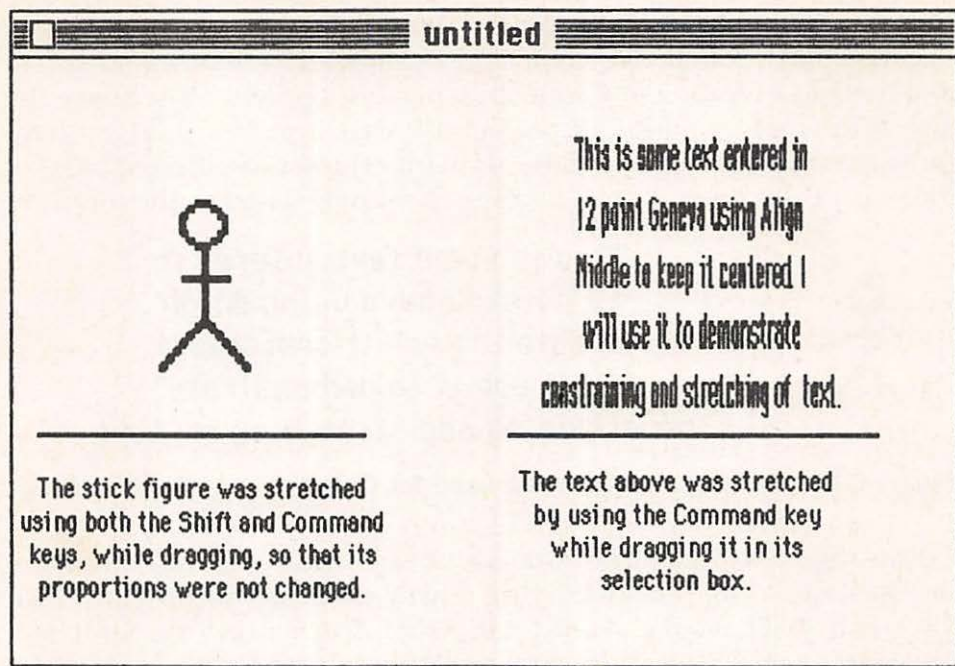 untitled
This is some text entered in
12 point Geneva using Align
Middle to keep it centered I
will use it to demonstrate
constraining and stretching of text.
The stick figure was stretched
using both the Shift and Command
keys, while dragging, so that its
proportions were not changed.
The text above was stretched
by using the Command key
while dragging it in its
selection box.